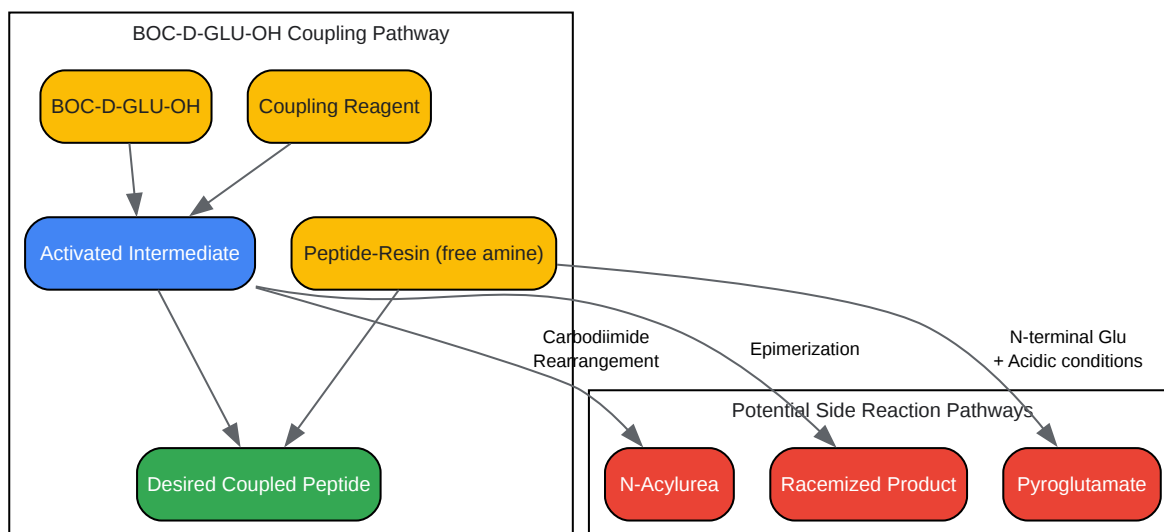 BOC-D-GLU-OH Coupling Pathway
BOC-D-GLU-OH
Coupling Reagent
Activated Intermediate
Peptide-Resin (free amine)
Carbodiimide
Rearrangement
Epimerization
N-terminal Glu
+ Acidic conditions
Potential Side Reaction Pathways
Desired Coupled Peptide
N-Acylurea
Racemized Product
Pyroglutamate